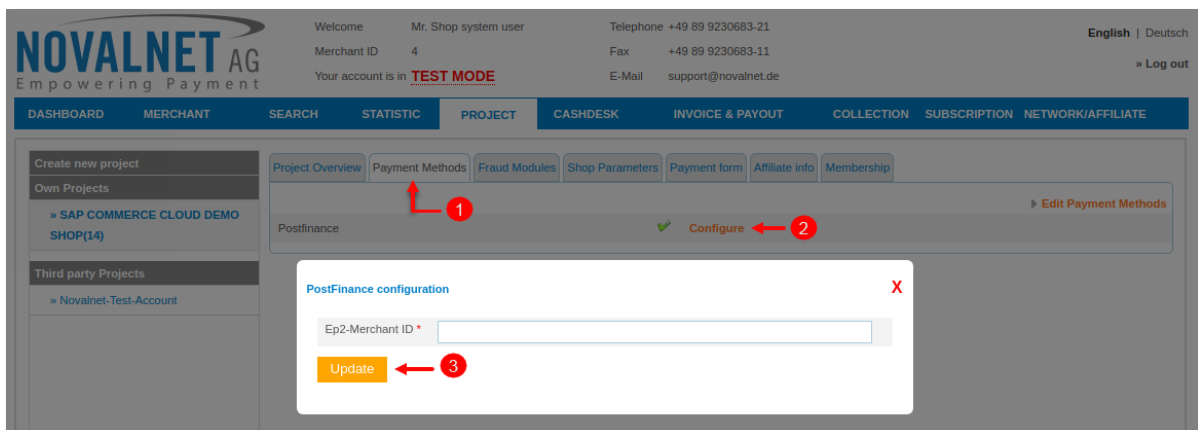 NOVALNET AG
Empowering Payment
Welcome Mr. Shop system user
Merchant ID 4
Your account is in TEST MODE
Telephone +49 89 9230683-21
Fax +49 89 9230683-11
E-Mail support@novalnet.de
English | Deutsch
» Log out
DASHBOARD MERCHANT SEARCH STATISTIC PROJECT CASHDESK INVOICE & PAYOUT COLLECTION SUBSCRIPTION NETWORK/AFFILIATE
Create new project
Own Projects
» SAP COMMERCE CLOUD DEMO
SHOP(14)
Third party Projects
» Novalnet-Test-Account
Project Overview Payment Methods Fraud Modules Shop Parameters Payment form Affiliate info Membership
1
Edit Payment Methods
Postfinance Configure 2
PostFinance configuration X
Ep2-Merchant ID *
Update 3